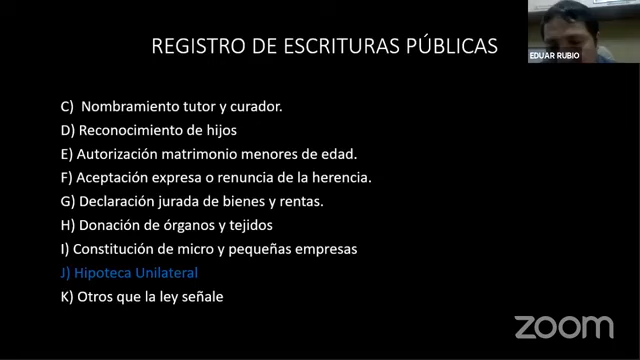 REGISTRO DE ESCRITURAS PÚBLICAS
EDUAR RUBIO
C) Nombramiento tutor y curador.
D) Reconocimiento de hijos
E) Autorización matrimonio menores de edad.
F) Aceptación expresa o renuncia de la herencia.
G) Declaración jurada de bienes y rentas.
H) Donación de órganos y tejidos
I) Constitución de micro y pequeñas empresas
J) Hipoteca Unilateral
K) Otros que la ley señale
zoom